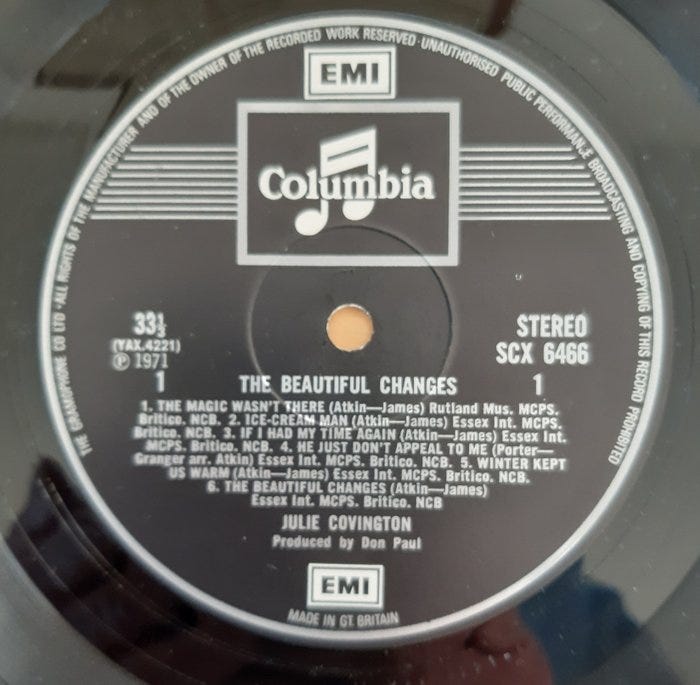 THE GRAMOPHONE CO LTD · ALL RIGHTS OF THE MANUFACTURER AND OF THE OWNER OF THE RECORDED WORK RESERVED · UNAUTHORISED PUBLIC PERFORMANCE BROADCASTING AND COPYING OF THIS RECORD PROHIBITED
EMI
Columbia
33⅓
(YAX.4221)
Ⓟ 1971
1
STEREO
SCX 6466
1
THE BEAUTIFUL CHANGES
1. THE MAGIC WASN'T THERE (Atkin—James) Rutland Mus. MCPS.
Britico. NCB. 2. ICE-CREAM MAN (Atkin—James) Essex Int. MCPS.
Britico. NCB. 3. IF I HAD MY TIME AGAIN (Atkin—James) Essex Int.
MCPS. Britico. NCB. 4. HE JUST DON'T APPEAL TO ME (Porter—
Granger arr. Atkin) Essex Int. MCPS. Britico. NCB. 5. WINTER KEPT
US WARM (Atkin—James) Essex Int. MCPS. Britico. NCB.
6. THE BEAUTIFUL CHANGES (Atkin—James)
Essex Int. MCPS. Britico. NCB
JULIE COVINGTON
Produced by Don Paul
EMI
MADE IN GT. BRITAIN